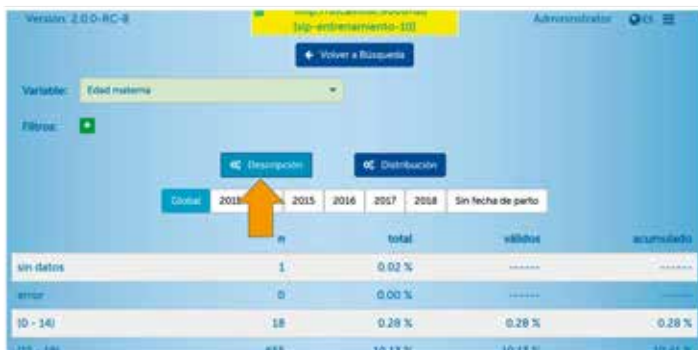 Versión: 2.0.0-RC-8
[sip-entrenamiento-10]
Administrator ES
Volver a Búsqueda
Variable: Edad materna
Filtros: +
Descripción Distribución
Global 2015 2016 2017 2018 Sin fecha de parto
n total válidos acumulado
sin datos 1 0.02 % ------ ------
error 0 0.00 % ------ ------
[0 - 14) 18 0.28 % 0.28 % 0.28 %